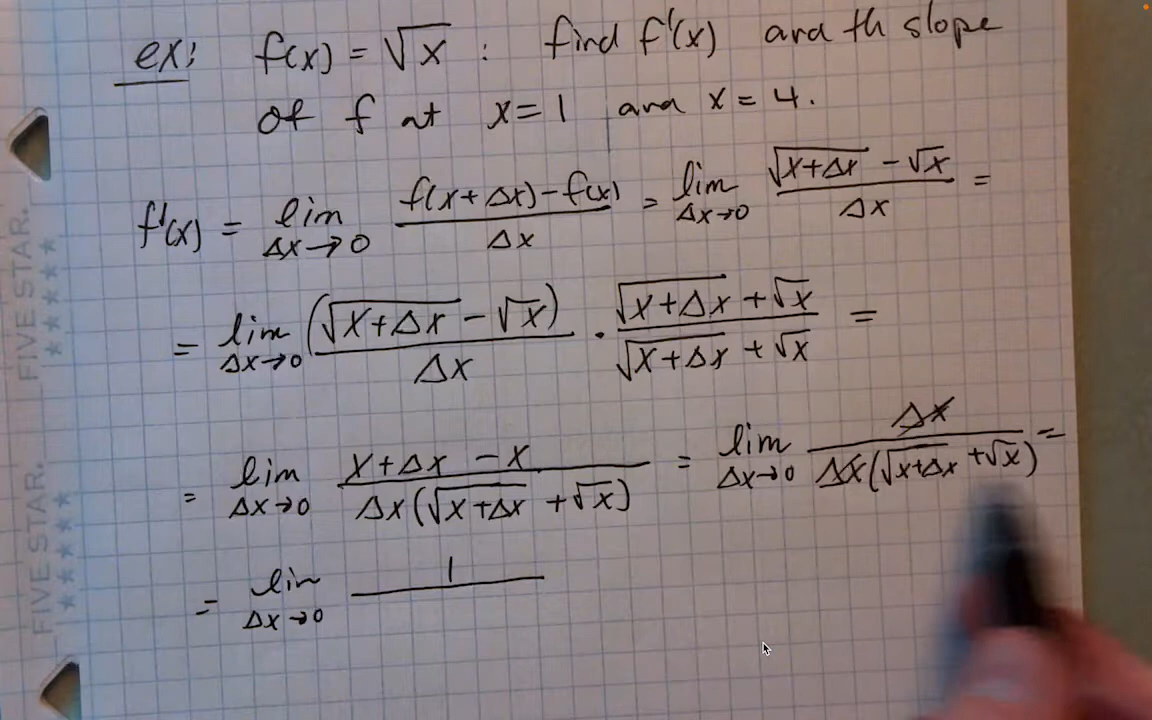 ex: f(x) = √x : find f'(x) and th slope
of f at x = 1 and x = 4.
f'(x) = lim Δx→0 (f(x + Δx) - f(x))/Δx = lim Δx→0 (√(x+Δx) - √x)/Δx =
= lim Δx→0 (√(x+Δx) - √x)/Δx · (√(x+Δx) + √x)/(√(x+Δx) + √x) =
= lim Δx→0 (x+Δx - x)/(Δx(√(x+Δx) + √x)) = lim Δx→0 Δx/(Δx(√(x+Δx) + √x)) =
= lim Δx→0 1/
FIVE STAR.
FIVE STAR.